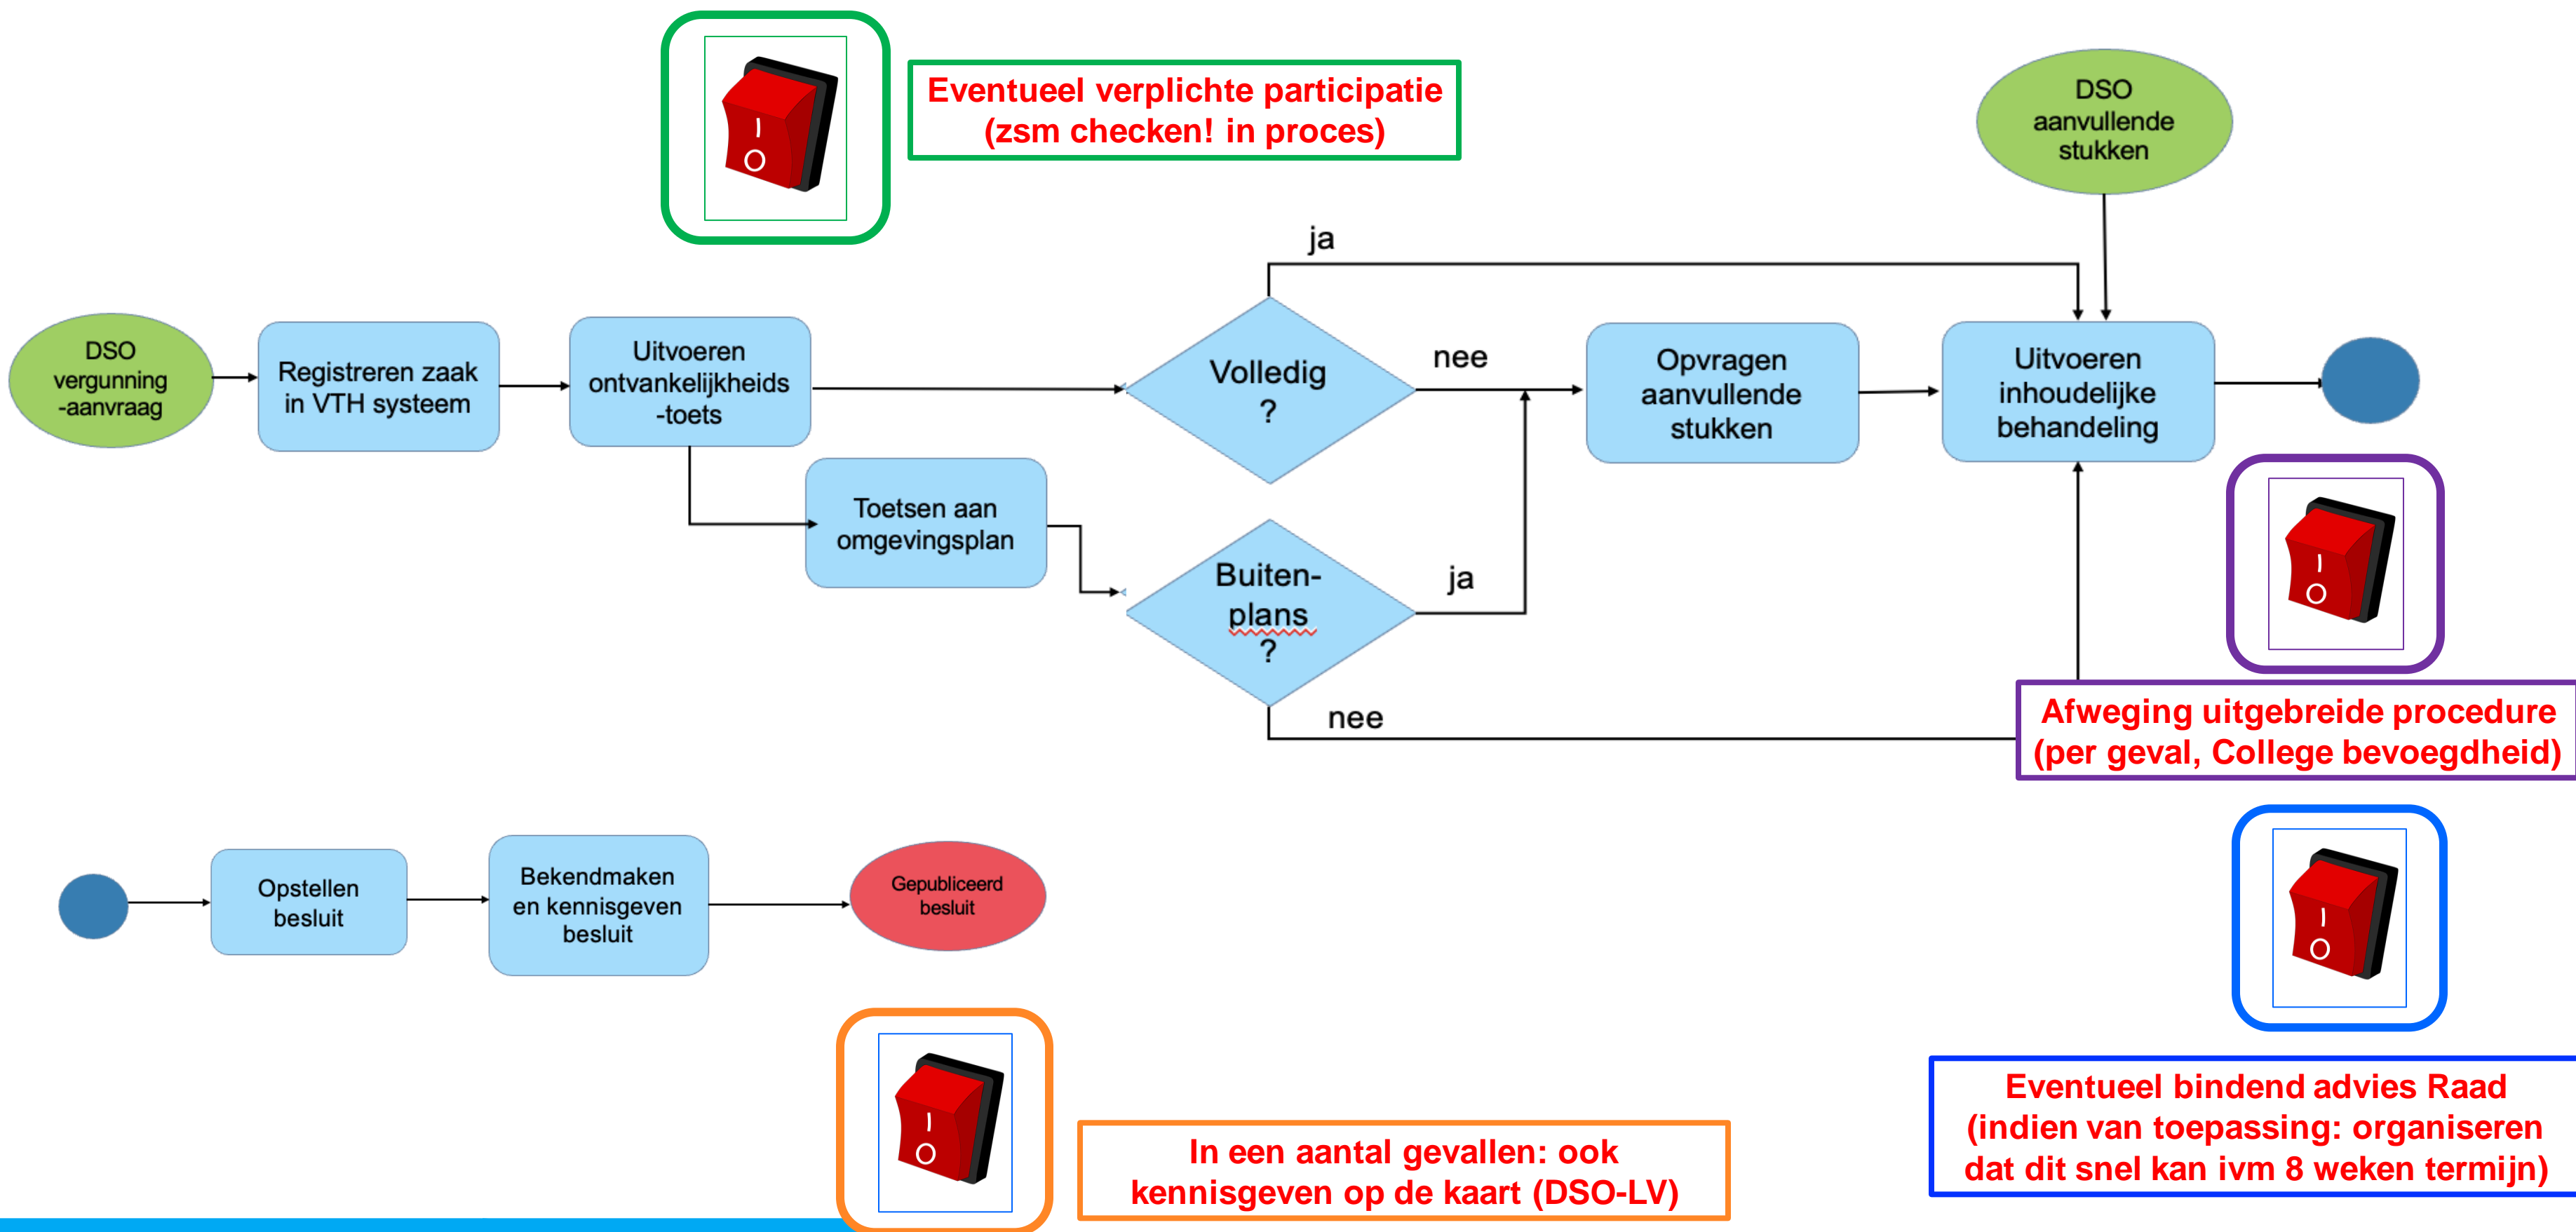 Eventueel verplichte participatie
(zsm checken! in proces)
DSO
aanvullende
stukken
ja
DSO
vergunning
-aanvraag
Registreren zaak
in VTH systeem
Uitvoeren
ontvankelijkheids
-toets
Volledig
?
nee
Opvragen
aanvullende
stukken
Uitvoeren
inhoudelijke
behandeling
Toetsen aan
omgevingsplan
Buiten-
plans
?
ja
nee
Afweging uitgebreide procedure
(per geval, College bevoegdheid)
Opstellen
besluit
Bekendmaken
en kennisgeven
besluit
Gepubliceerd
besluit
In een aantal gevallen: ook
kennisgeven op de kaart (DSO-LV)
Eventueel bindend advies Raad
(indien van toepassing: organiseren
dat dit snel kan ivm 8 weken termijn)